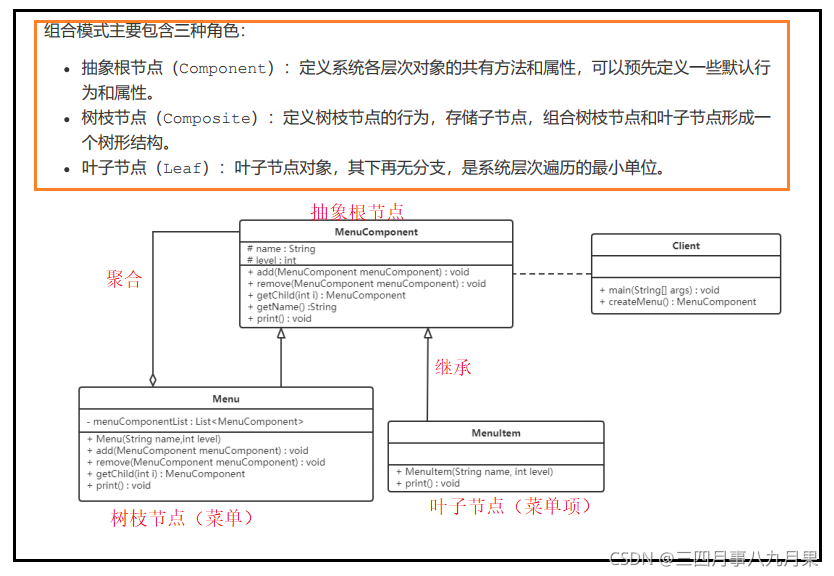 组合模式主要包含三种角色：
• 抽象根节点（Component）：定义系统各层次对象的共有方法和属性，可以预先定义一些默认行
为和属性。
• 树枝节点（Composite）：定义树枝节点的行为，存储子节点，组合树枝节点和叶子节点形成一
个树形结构。
• 叶子节点（Leaf）：叶子节点对象，其下再无分支，是系统层次遍历的最小单位。
抽象根节点
MenuComponent
# name : String
# level : int
+ add(MenuComponent menuComponent) : void
+ remove(MenuComponent menuComponent) : void
+ getChild(int i) : MenuComponent
+ getName() :String
+ print() : void
Client
+ main(String[] args) : void
+ createMenu() : MenuComponent
聚合
继承
Menu
- menuComponentList : List<MenuComponent>
+ Menu(String name,int level)
+ add(MenuComponent menuComponent) : void
+ remove(MenuComponent menuComponent) : void
+ getChild(int i) : MenuComponent
+ print() : void
MenuItem
+ MenuItem(String name, int level)
+ print() : void
树枝节点（菜单）
叶子节点（菜单项）
CSDN @三四月事八九月果